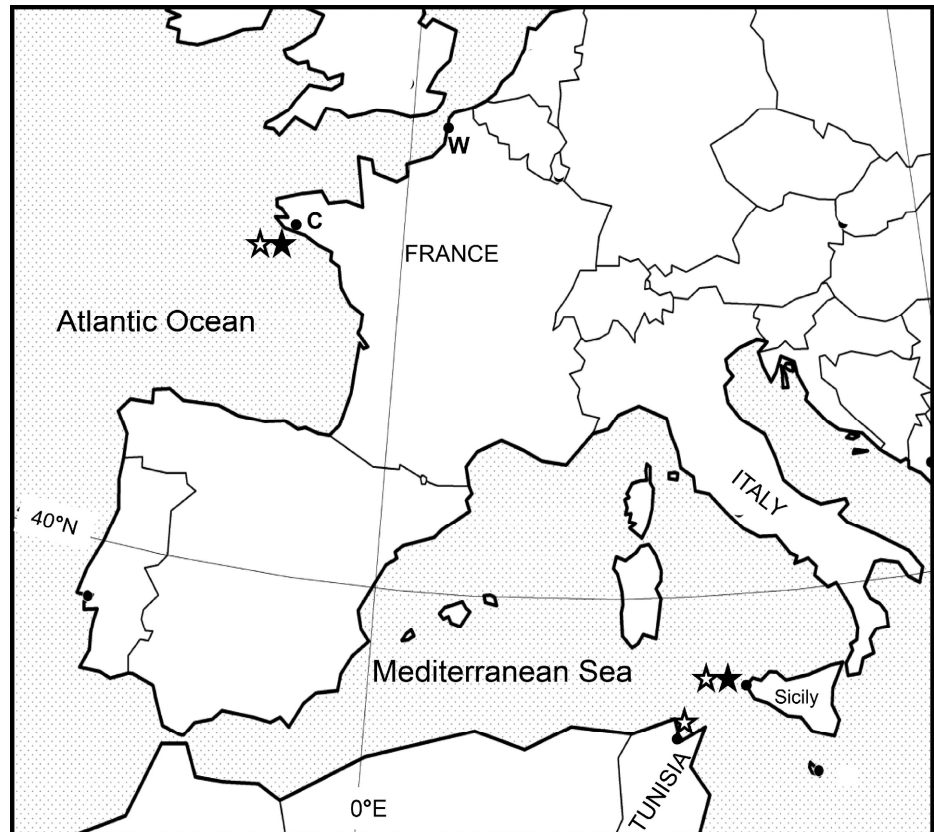 W
C
FRANCE
Atlantic Ocean
ITALY
40°N
Mediterranean Sea
Sicily
TUNISIA
0°E